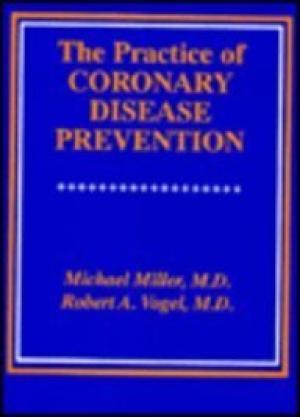 The Practice of
CORONARY
DISEASE
PREVENTION
Michael Miller, M.D.
Robert A. Vogel, M.D.